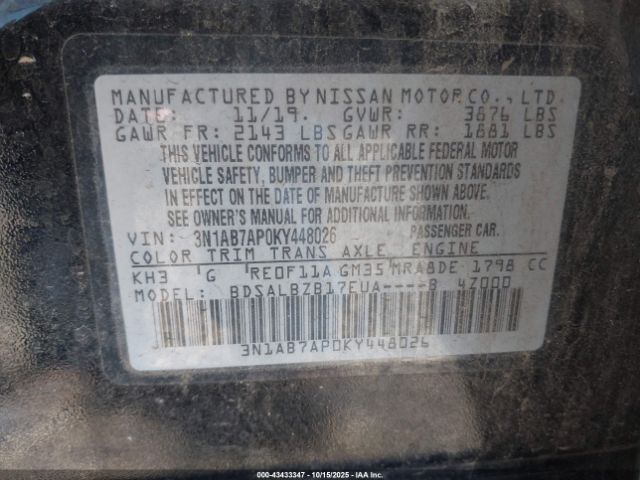 MANUFACTURED BY NISSAN MOTOR CO., LTD.
DATE: 11/19. GVWR: 3876 LBS
GAWR FR: 2143 LBS GAWR RR: 1881 LBS
THIS VEHICLE CONFORMS TO ALL APPLICABLE FEDERAL MOTOR
VEHICLE SAFETY, BUMPER AND THEFT PREVENTION STANDARDS
IN EFFECT ON THE DATE OF MANUFACTURE SHOWN ABOVE.
SEE OWNER'S MANUAL FOR ADDITIONAL INFORMATION.
VIN: 3N1AB7AP0KY448026 PASSENGER CAR.
COLOR TRIM TRANS AXLE ENGINE
KH3 G RE0F11A GM35 MRA8DE 1798 CC
MODEL: BDSALBZB17EUA----B 4Z000
3N1AB7AP0KY448026
000-43433347 10/15/2025 - IAA Inc.